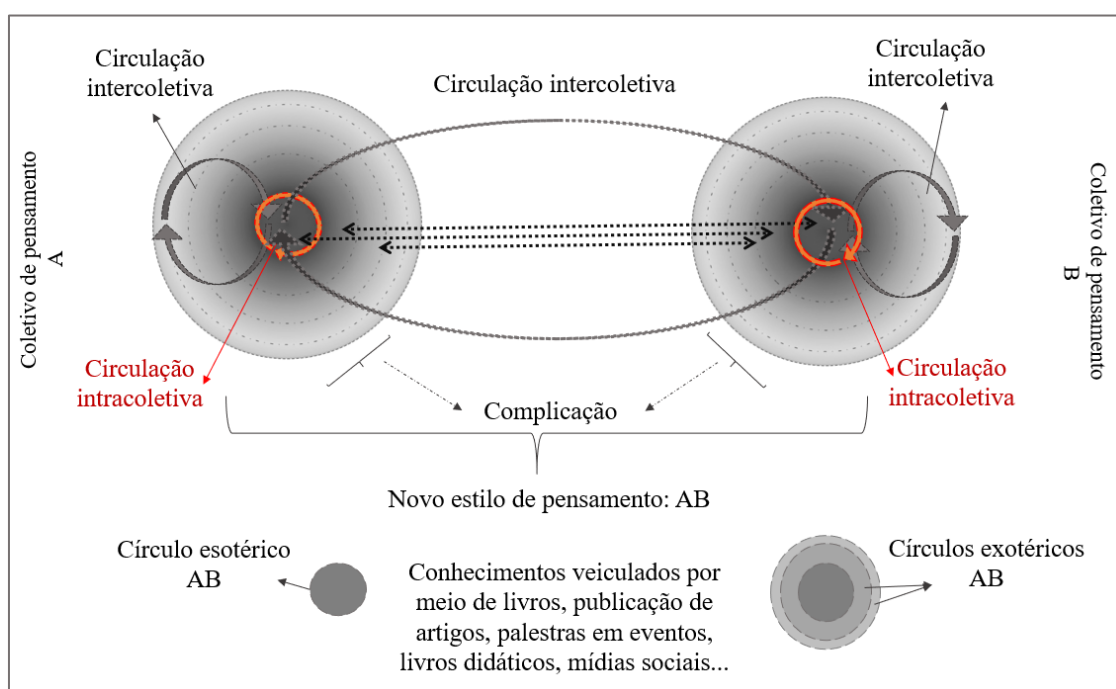 Circulação
intercoletiva
Circulação intercoletiva
Circulação
intercoletiva
Coletivo de pensamento
A
Coletivo de pensamento
B
Circulação
intracoletiva
Circulação
intracoletiva
Complicação
Novo estilo de pensamento: AB
Círculo esotérico
AB
Conhecimentos veiculados por
meio de livros, publicação de
artigos, palestras em eventos,
livros didáticos, mídias sociais...
Círculos exotéricos
AB